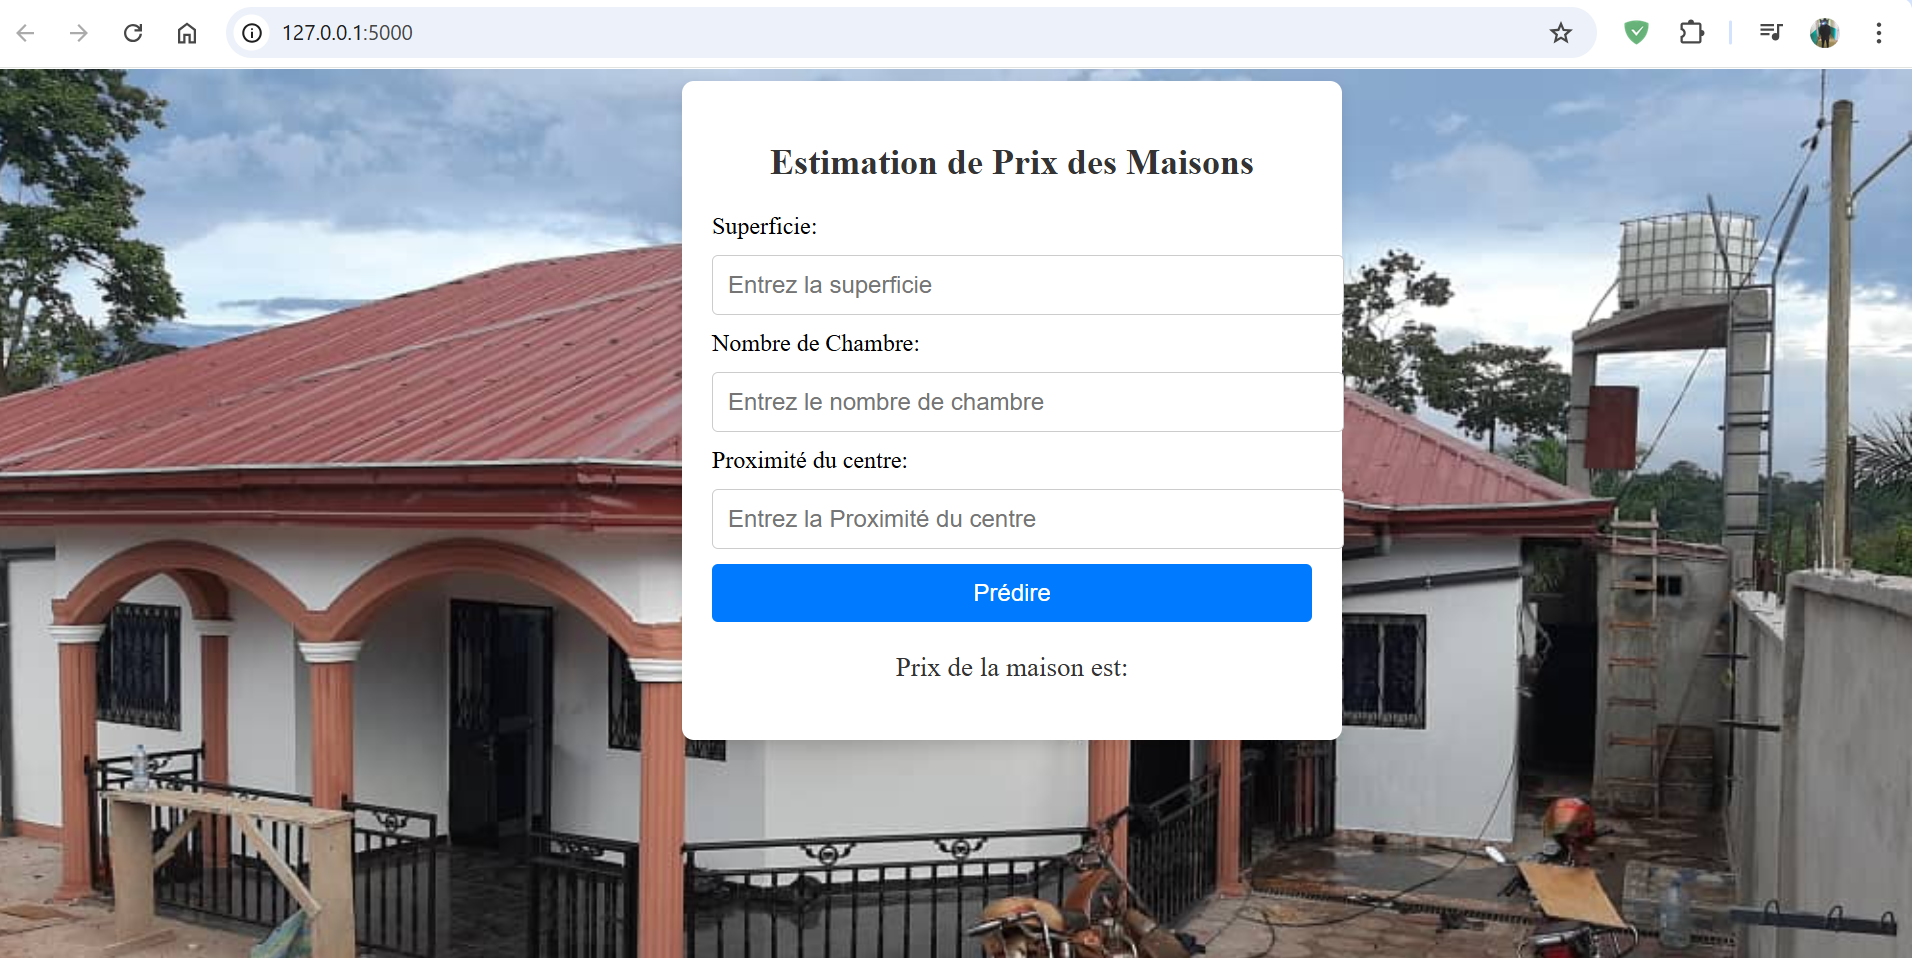 127.0.0.1:5000
Estimation de Prix des Maisons
Superficie:
Entrez la superficie
Nombre de Chambre:
Entrez le nombre de chambre
Proximité du centre:
Entrez la Proximité du centre
Prédire
Prix de la maison est: